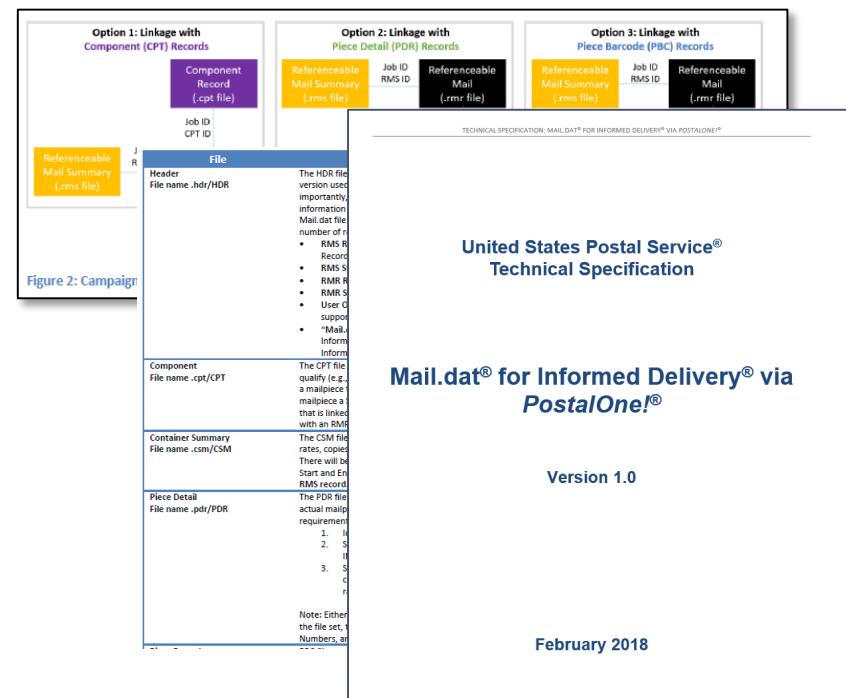 Option 1: Linkage with
Component (CPT) Records
Component
Record
(.cpt file)
Job ID
CPT ID
Referenceable
Mail Summary
(.rms file)
Option 2: Linkage with
Piece Detail (PDR) Records
Referenceable
Mail Summary
(.rms file)
Job ID
RMS ID
Referenceable
Mail
(.rmr file)
Option 3: Linkage with
Piece Barcode (PBC) Records
Referenceable
Mail Summary
(.rms file)
Job ID
RMS ID
Referenceable
Mail
(.rmr file)
Figure 2: Campaign
File
Header
File name .hdr/HDR
The HDR file
version used
importantly,
information
Mail.dat file
number of
• RMS R
Record
• RMS S
• RMR R
• RMR S
• User O
suppor
• "Mail.
Inform
Inform
Component
File name .cpt/CPT
The CPT file
qualify (e.g.,
a mailpiece
mailpiece a
that is linked
with an RMR
Container Summary
File name .csm/CSM
The CSM file
rates, copies
There will be
Start and En
RMS record
Piece Detail
File name .pdr/PDR
The PDR file
actual mailp
requirement
1.
2. S
3. S
Note: Either
the file set,
Numbers, an
TECHNICAL SPECIFICATION: MAIL.DAT® FOR INFORMED DELIVERY® VIA POSTALONE!®
United States Postal Service®
Technical Specification
Mail.dat® for Informed Delivery® via
PostalOne!®
Version 1.0
February 2018